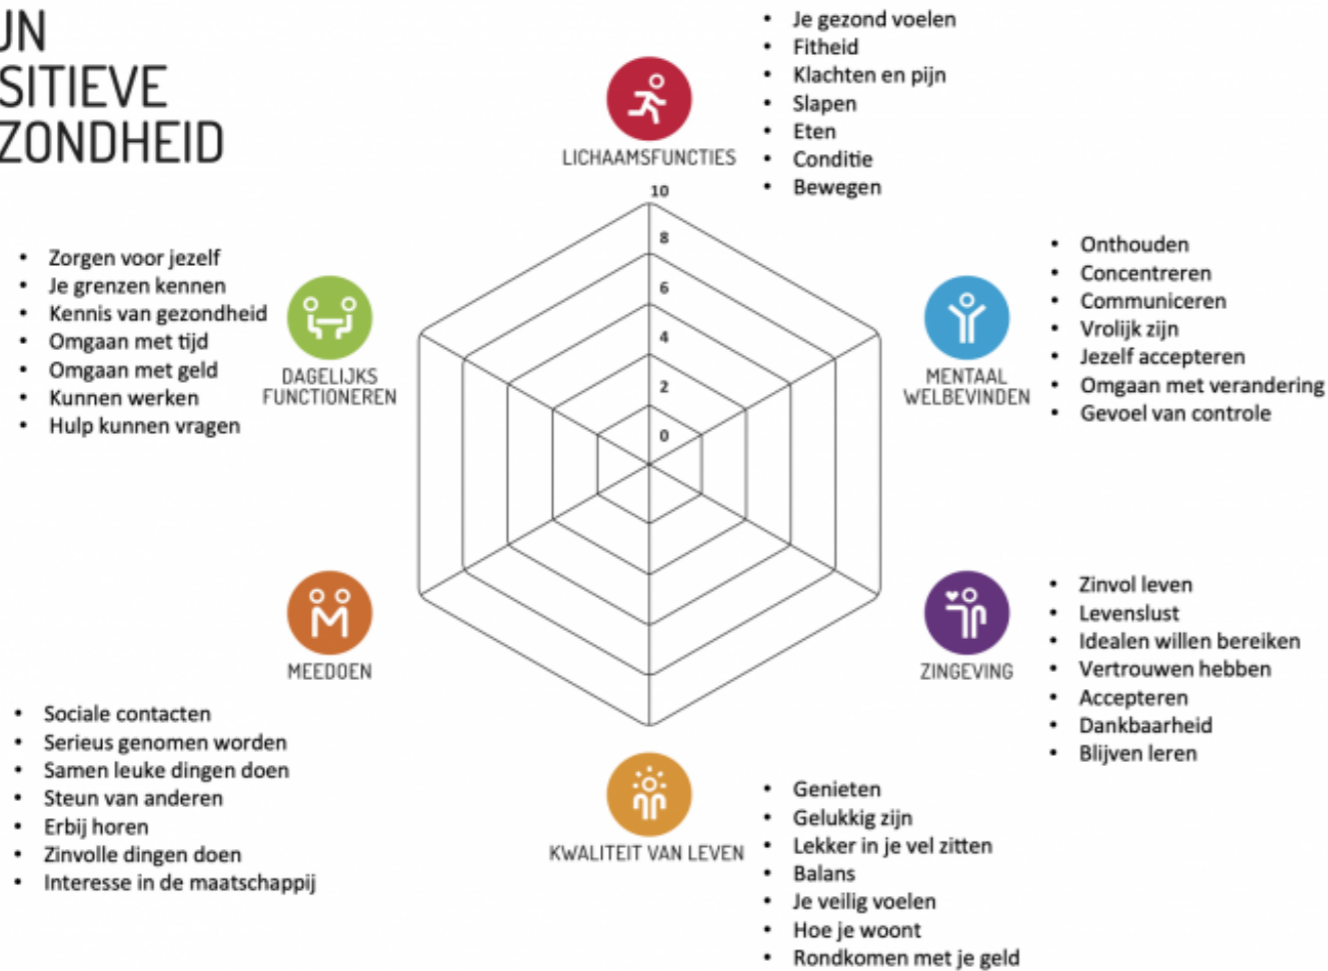 JN
SITIEVE
ZONDHEID
LICHAAMSFUNCTIES
• Je gezond voelen
• Fitheid
• Klachten en pijn
• Slapen
• Eten
• Conditie
• Bewegen
10
8
6
4
2
0
• Zorgen voor jezelf
• Je grenzen kennen
• Kennis van gezondheid
• Omgaan met tijd
• Omgaan met geld
• Kunnen werken
• Hulp kunnen vragen
DAGELIJKS
FUNCTIONEREN
MENTAAL
WELBEVINDEN
• Onthouden
• Concentreren
• Communiceren
• Vrolijk zijn
• Jezelf accepteren
• Omgaan met verandering
• Gevoel van controle
MEEDOEN
• Sociale contacten
• Serieus genomen worden
• Samen leuke dingen doen
• Steun van anderen
• Erbij horen
• Zinvolle dingen doen
• Interesse in de maatschappij
ZINGEVING
• Zinvol leven
• Levenslust
• Idealen willen bereiken
• Vertrouwen hebben
• Accepteren
• Dankbaarheid
• Blijven leren
KWALITEIT VAN LEVEN
• Genieten
• Gelukkig zijn
• Lekker in je vel zitten
• Balans
• Je veilig voelen
• Hoe je woont
• Rondkomen met je geld